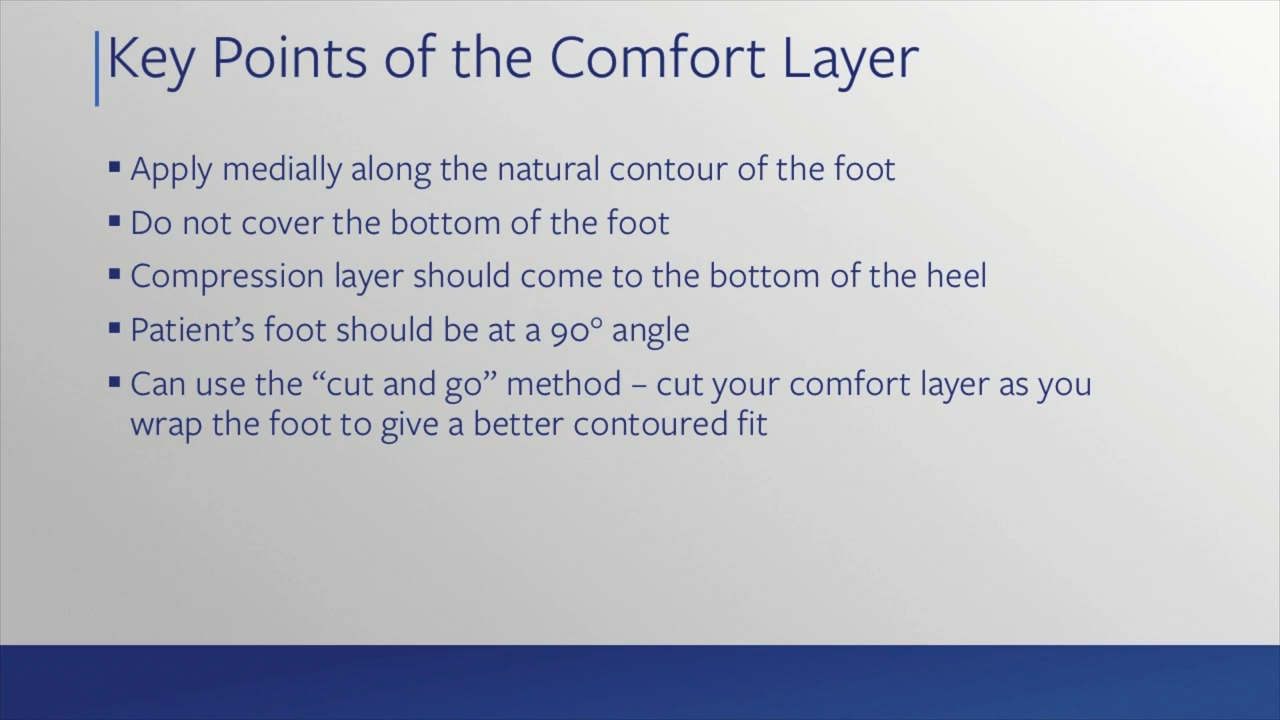 Key Points of the Comfort Layer
▪ Apply medially along the natural contour of the foot
▪ Do not cover the bottom of the foot
▪ Compression layer should come to the bottom of the heel
▪ Patient’s foot should be at a 90° angle
▪ Can use the “cut and go” method – cut your comfort layer as you
wrap the foot to give a better contoured fit